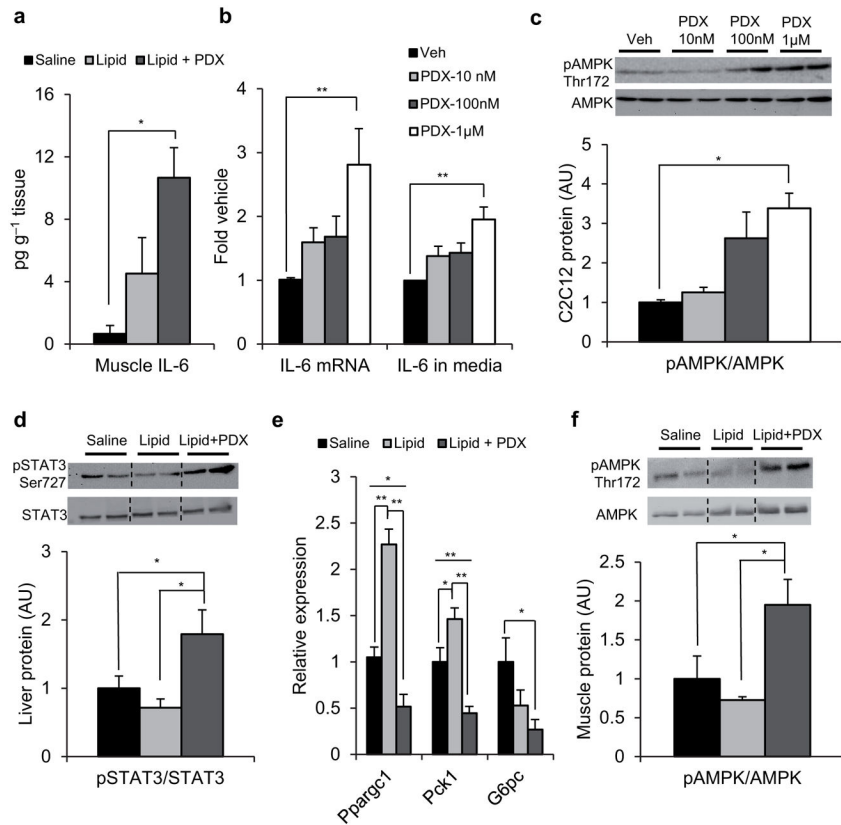 a
Saline Lipid Lipid + PDX
pg g⁻¹ tissue
16
12
8
4
0
*
Muscle IL-6
b
Veh
PDX-10 nM
PDX-100nM
PDX-1µM
Fold vehicle
4
3
2
1
0
**
**
IL-6 mRNA IL-6 in media
c
Veh PDX 10nM PDX 100nM PDX 1µM
pAMPK Thr172
AMPK
C2C12 protein (AU)
5
4
3
2
1
0
*
pAMPK/AMPK
d
Saline Lipid Lipid+PDX
pSTAT3 Ser727
STAT3
Liver protein (AU)
3
2
1
0
*
*
pSTAT3/STAT3
e
Saline Lipid Lipid + PDX
Relative expression
3
2.5
2
1.5
1
0.5
0
*
** **
**
* **
*
Ppargc1 Pck1 G6pc
f
Saline Lipid Lipid+PDX
pAMPK Thr172
AMPK
Muscle protein (AU)
2.5
2
1.5
1
0.5
0
*
*
pAMPK/AMPK